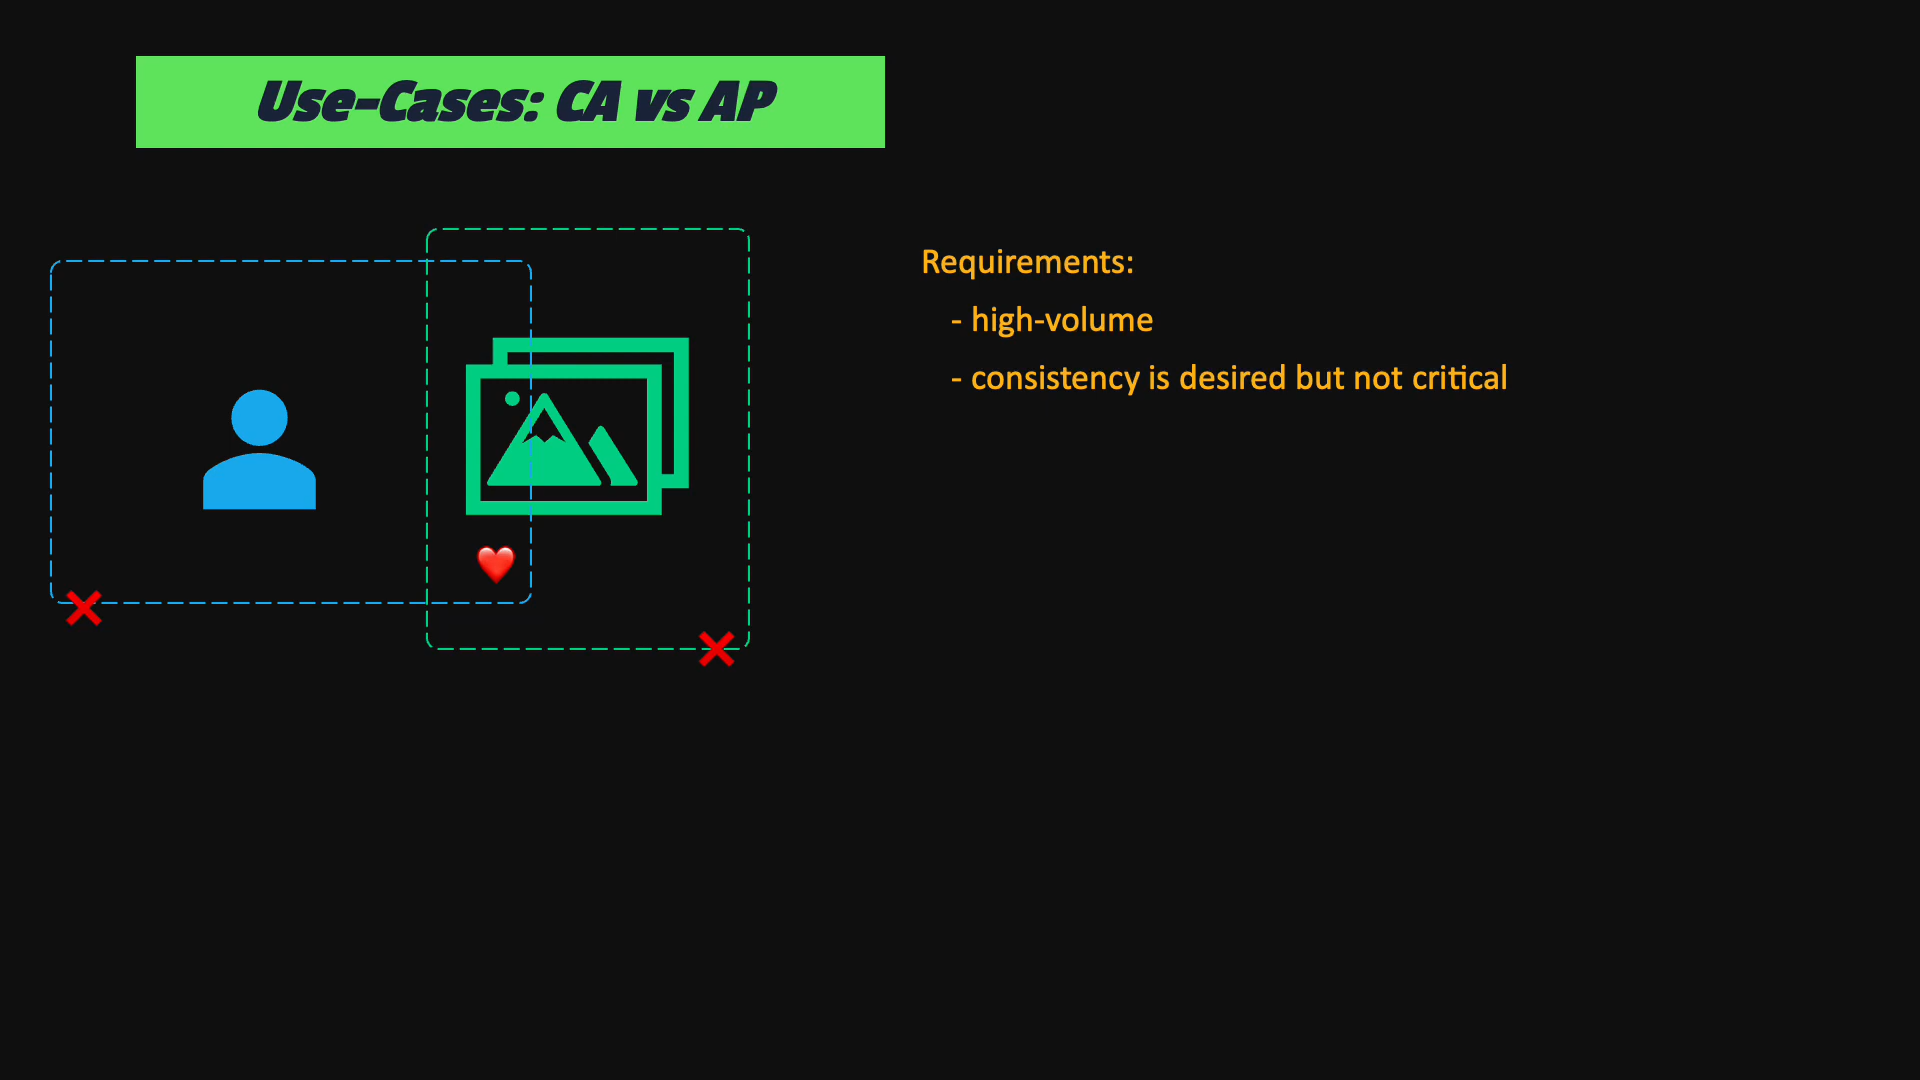 Use-Cases: CA vs AP
Requirements:
- high-volume
- consistency is desired but not critical